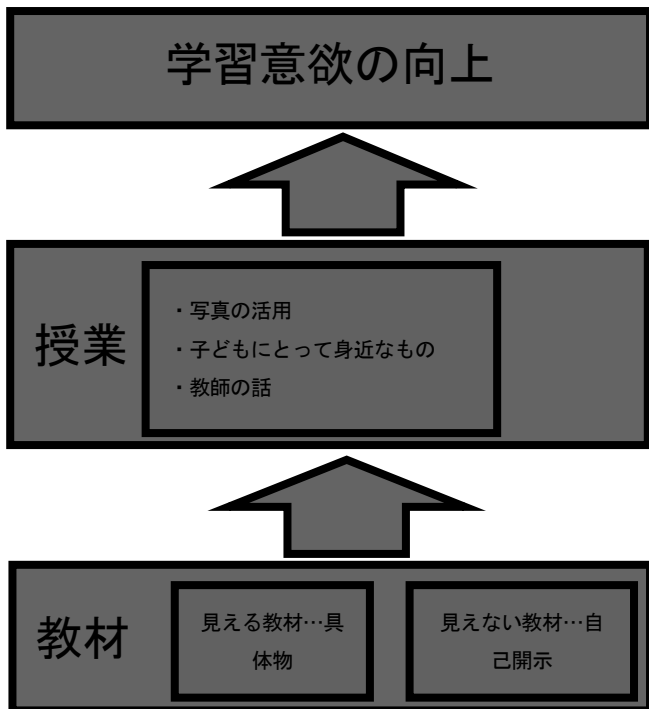 学習意欲の向上
授業
・写真の活用
・子どもにとって身近なもの
・教師の話
教材
見える教材…具
体物
見えない教材…自
己開示